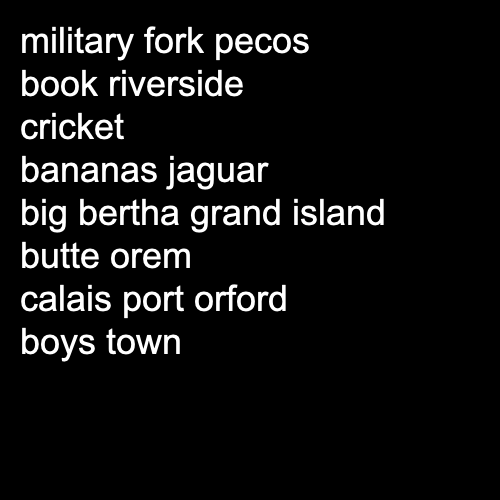 military fork pecos
book riverside
cricket
bananas jaguar
big bertha grand island
butte orem
calais port orford
boys town